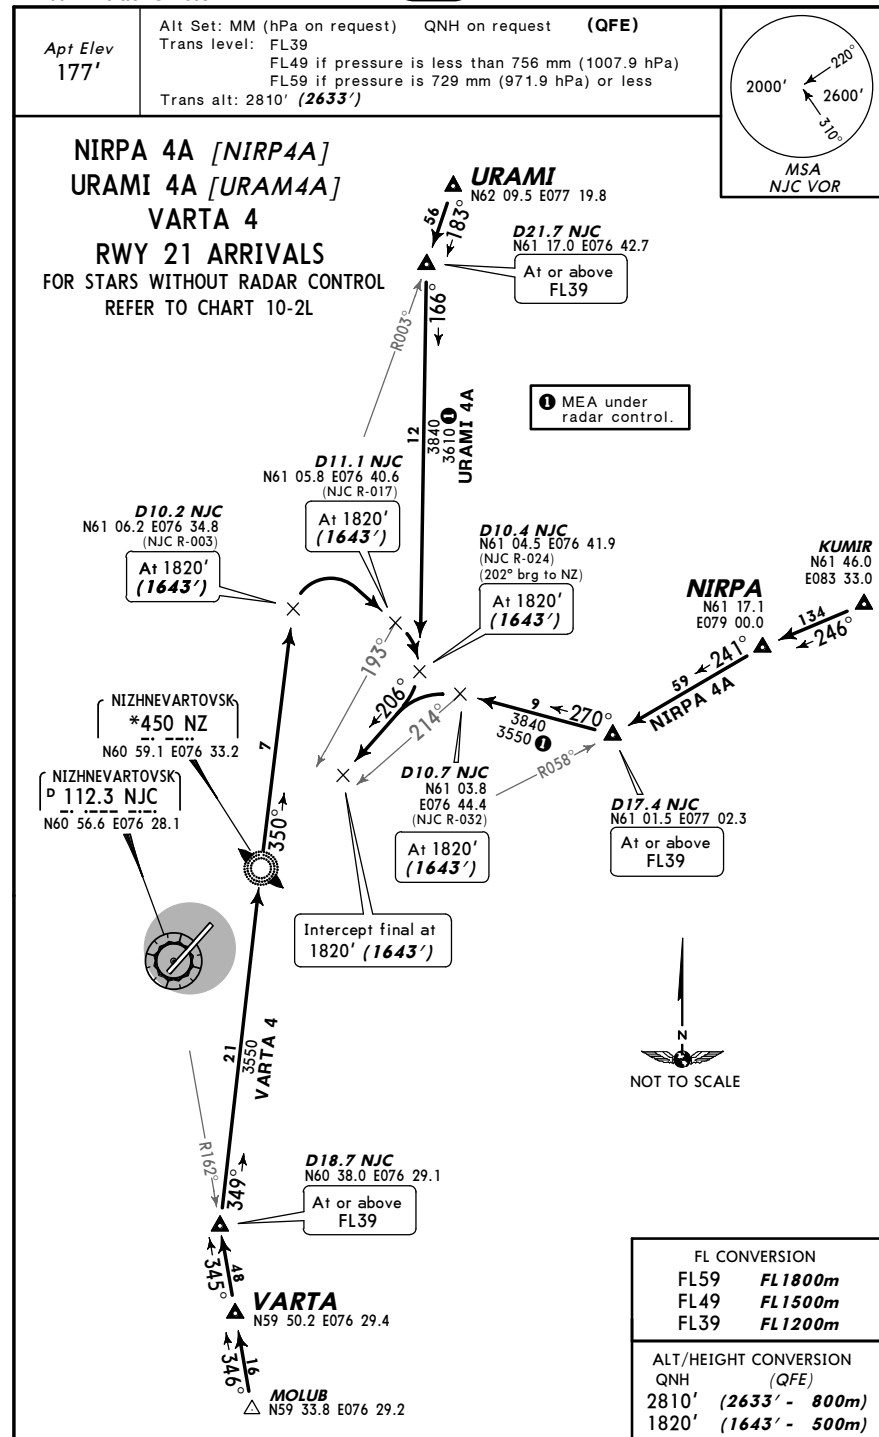 Apt Elev
177'
Alt Set: MM (hPa on request) QNH on request (QFE)
Trans level: FL39
FL49 if pressure is less than 756 mm (1007.9 hPa)
FL59 if pressure is 729 mm (971.9 hPa) or less
Trans alt: 2810' (2633')
220°
2000'
2600'
310°
MSA
NJC VOR
NIRPA 4A [NIRP4A]
URAMI 4A [URAM4A]
VARTA 4
RWY 21 ARRIVALS
FOR STARS WITHOUT RADAR CONTROL
REFER TO CHART 10-2L
URAMI
N62 09.5 E077 19.8
56
183°
D21.7 NJC
N61 17.0 E076 42.7
At or above
FL39
166°
R003°
12
3840
3610 1
URAMI 4A
1 MEA under
radar control.
D11.1 NJC
N61 05.8 E076 40.6
(NJC R-017)
At 1820'
(1643')
D10.2 NJC
N61 06.2 E076 34.8
(NJC R-003)
At 1820'
(1643')
D10.4 NJC
N61 04.5 E076 41.9
(NJC R-024)
(202° brg to NZ)
At 1820'
(1643')
KUMIR
N61 46.0
E083 33.0
NIRPA
N61 17.1
E079 00.0
134
246°
241°
59
NIRPA 4A
193°
206°
214°
9
270°
3840
3550 1
R058°
NIZHNEVARTOVSK
*450 NZ
N60 59.1 E076 33.2
7
350°
NIZHNEVARTOVSK
D 112.3 NJC
N60 56.6 E076 28.1
D10.7 NJC
N61 03.8
E076 44.4
(NJC R-032)
At 1820'
(1643')
D17.4 NJC
N61 01.5 E077 02.3
At or above
FL39
Intercept final at
1820' (1643')
21
3550
VARTA 4
N
NOT TO SCALE
R162°
349°
D18.7 NJC
N60 38.0 E076 29.1
At or above
FL39
345°
48
VARTA
N59 50.2 E076 29.4
346°
16
MOLUB
N59 33.8 E076 29.2
FL CONVERSION
FL59 FL1800m
FL49 FL1500m
FL39 FL1200m
ALT/HEIGHT CONVERSION
QNH (QFE)
2810' (2633' - 800m)
1820' (1643' - 500m)